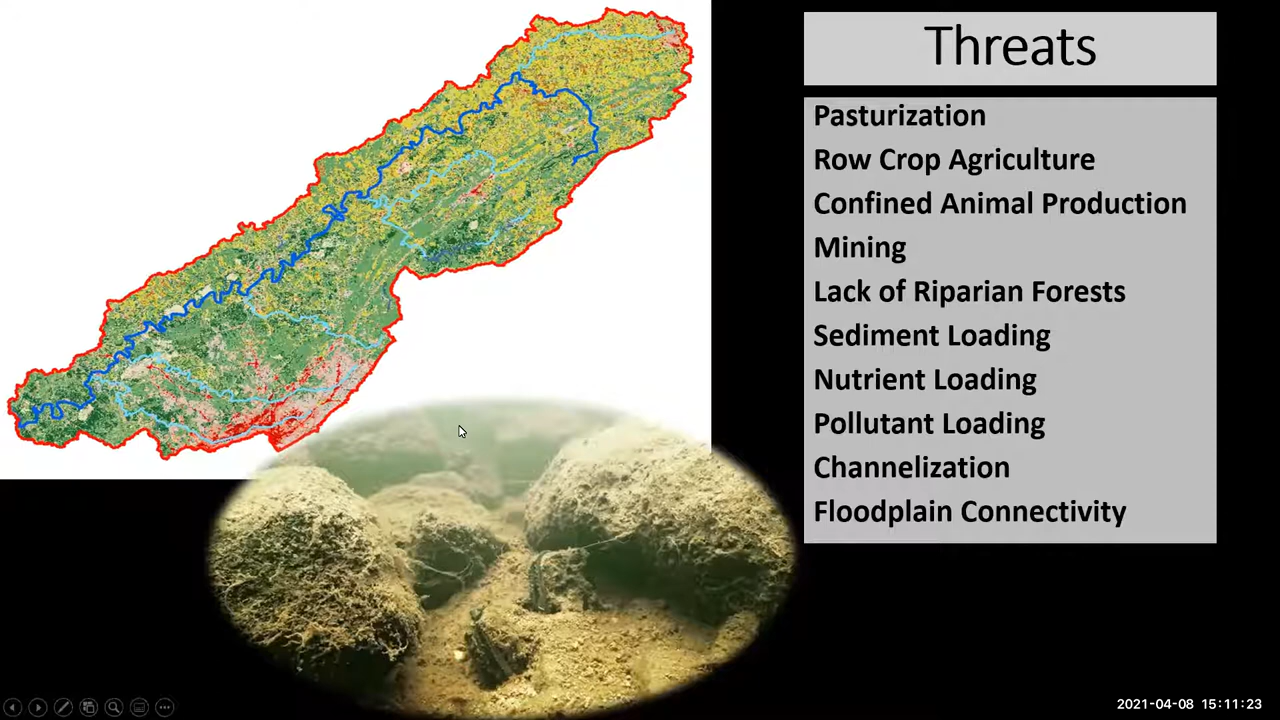 Threats
Pasturization
Row Crop Agriculture
Confined Animal Production
Mining
Lack of Riparian Forests
Sediment Loading
Nutrient Loading
Pollutant Loading
Channelization
Floodplain Connectivity
2021-04-08 15:11:23